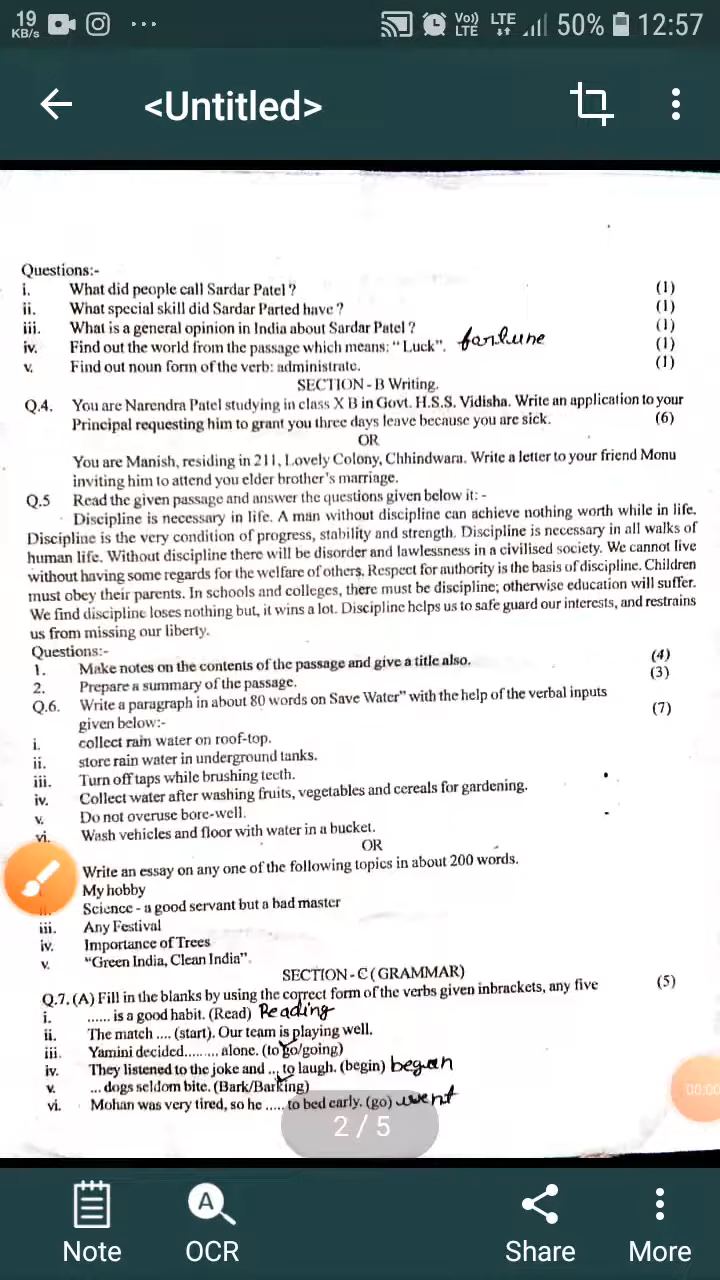 19 KB/s ... Vo)) LTE LTE 50% 12:57
<Untitled>
Questions:-
i. What did people call Sardar Patel ? (1)
ii. What special skill did Sardar Parted have ? (1)
iii. What is a general opinion in India about Sardar Patel ? (1)
iv. Find out the world from the passage which means: “ Luck”. fortune (1)
v. Find out noun form of the verb: administrate. (1)
SECTION - B Writing.
Q.4. You are Narendra Patel studying in class X B in Govt. H.S.S. Vidisha. Write an application to your
Principal requesting him to grant you three days leave because you are sick. (6)
OR
You are Manish, residing in 211, Lovely Colony, Chhindwara. Write a letter to your friend Monu
inviting him to attend you elder brother's marriage.
Q.5 Read the given passage and answer the questions given below it: -
Discipline is necessary in life. A man without discipline can achieve nothing worth while in life.
Discipline is the very condition of progress, stability and strength. Discipline is necessary in all walks of
human life. Without discipline there will be disorder and lawlessness in a civilised society. We cannot live
without having some regards for the welfare of others. Respect for authority is the basis of discipline. Children
must obey their parents. In schools and colleges, there must be discipline; otherwise education will suffer.
We find discipline loses nothing but, it wins a lot. Discipline helps us to safe guard our interests, and restrains
us from missing our liberty.
Questions:-
1. Make notes on the contents of the passage and give a title also. (4)
2. Prepare a summary of the passage. (3)
Q.6. Write a paragraph in about 80 words on Save Water” with the help of the verbal inputs
given below:- (7)
i. collect rain water on roof-top.
ii. store rain water in underground tanks.
iii. Turn off taps while brushing teeth.
iv. Collect water after washing fruits, vegetables and cereals for gardening.
v. Do not overuse bore-well.
vi. Wash vehicles and floor with water in a bucket.
OR
Write an essay on any one of the following topics in about 200 words.
My hobby
Science - a good servant but a bad master
iii. Any Festival
iv. Importance of Trees
v. “Green India, Clean India”.
SECTION - C ( GRAMMAR)
Q.7. (A) Fill in the blanks by using the correct form of the verbs given inbrackets, any five (5)
i. ...... is a good habit. (Read) Reading
ii. The match .... (start). Our team is playing well.
iii. Yamini decided......... alone. (to go/going)
iv. They listened to the joke and ... to laugh. (begin) began
v. ... dogs seldom bite. (Bark/Barking)
vi. Mohan was very tired, so he ..... to bed early. (go) went
00:00
2 / 5
Note OCR Share More